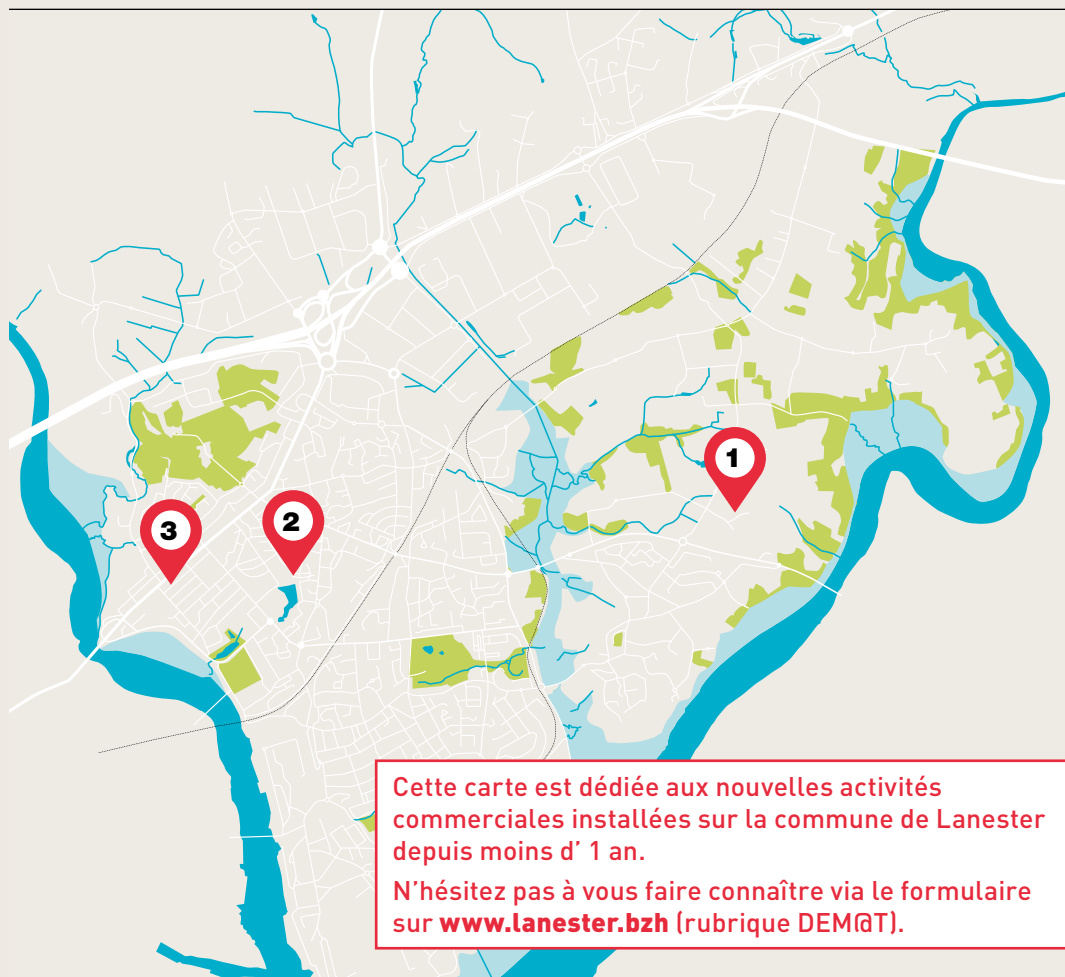 1
2
3
Cette carte est dédiée aux nouvelles activités
commerciales installées sur la commune de Lanester
depuis moins d' 1 an.
N'hésitez pas à vous faire connaître via le formulaire
sur www.lanester.bzh (rubrique DEM@T).